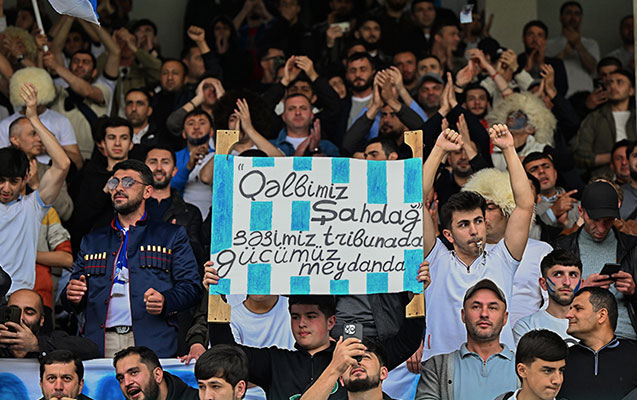 "Qəlbimiz
Şahdağ"
səsimiz tribunada
gücümüz meydanda